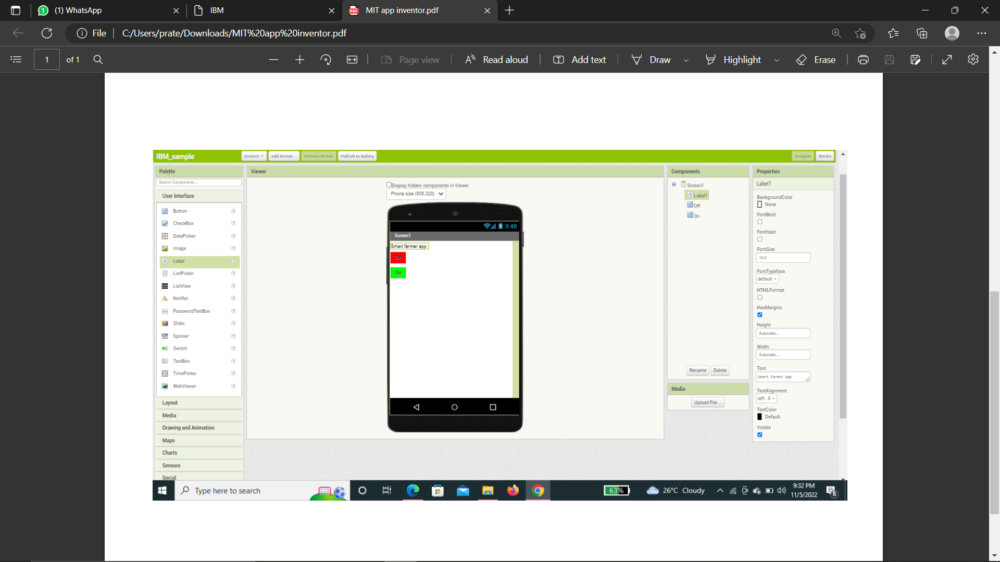 (1) WhatsApp
IBM
MIT app inventor.pdf
File
C:/Users/prate/Downloads/MIT%20app%20inventor.pdf
1
of 1
Page view
Read aloud
Add text
Draw
Highlight
Erase
IBM_sample
Screen1
Add Screen ...
Remove Screen
Publish to Gallery
Designer
Blocks
Palette
Search Components...
User Interface
Button
CheckBox
DatePicker
Image
Label
ListPicker
ListView
Notifier
PasswordTextBox
Slider
Spinner
Switch
TextBox
TimePicker
WebViewer
Layout
Media
Drawing and Animation
Maps
Charts
Sensors
Social
Viewer
Display hidden components in Viewer
Phone size (505,320)
9:48
Screen1
Smart farmer app
Off
On
Components
Screen1
Label1
Off
On
Rename
Delete
Media
Upload File ...
Properties
Label1
BackgroundColor
None
FontBold
FontItalic
FontSize
14.0
FontTypeface
default
HTMLFormat
HasMargins
Height
Automatic...
Width
Automatic...
Text
Smart farmer app
TextAlignment
left : 0
TextColor
Default
Visible
Type here to search
63%
26°C Cloudy
9:32 PM
11/5/2022
8